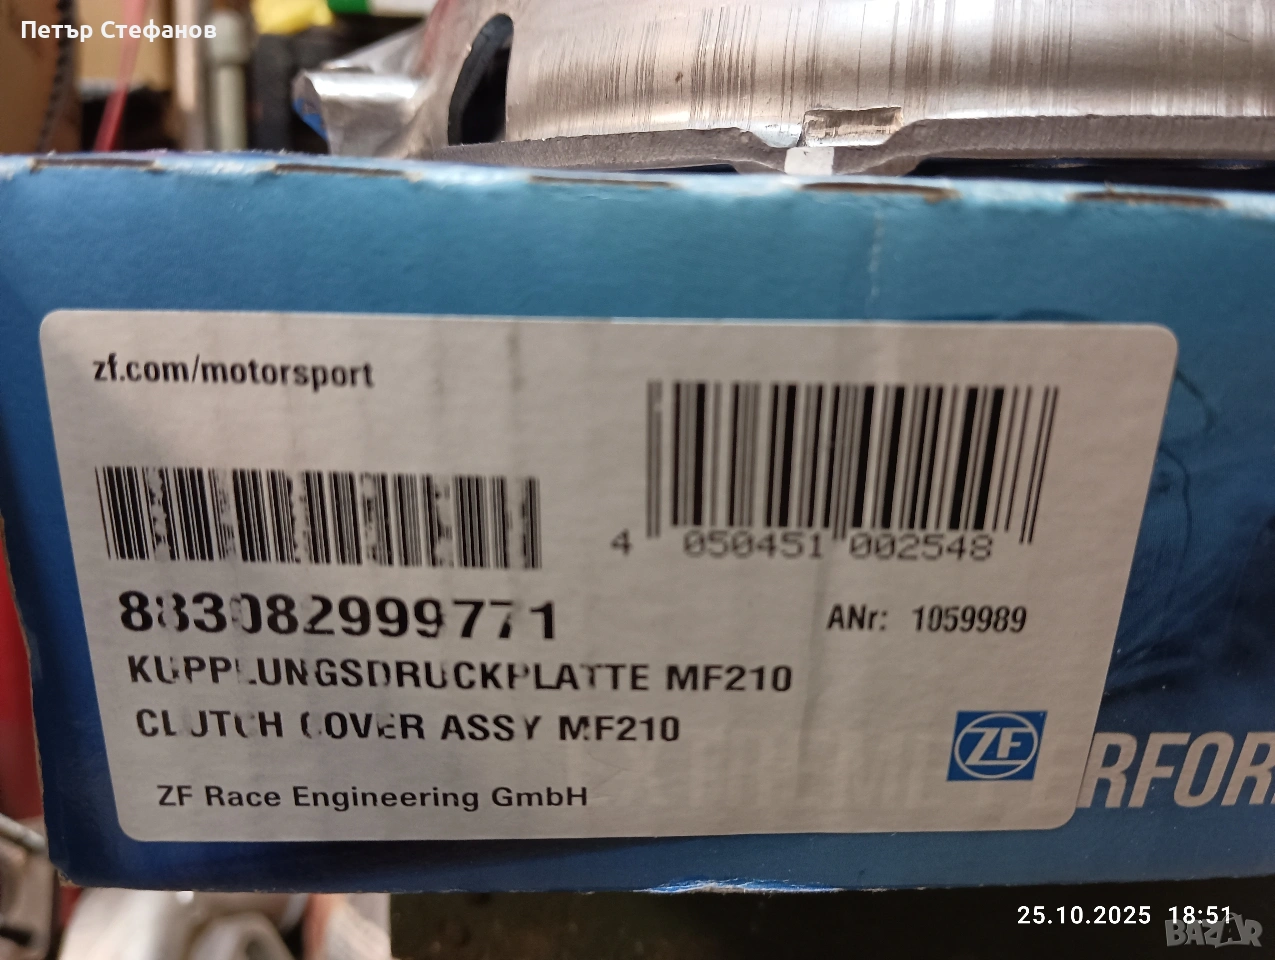 Петър Стефанов
zf.com/motorsport
4 050451 002548
883082999771
ANr: 1059989
KUPPLUNGSDRUCKPLATTE MF210
CLUTCH COVER ASSY MF210
ZF
ZF Race Engineering GmbH
25.10.2025 18:51
BAZAR